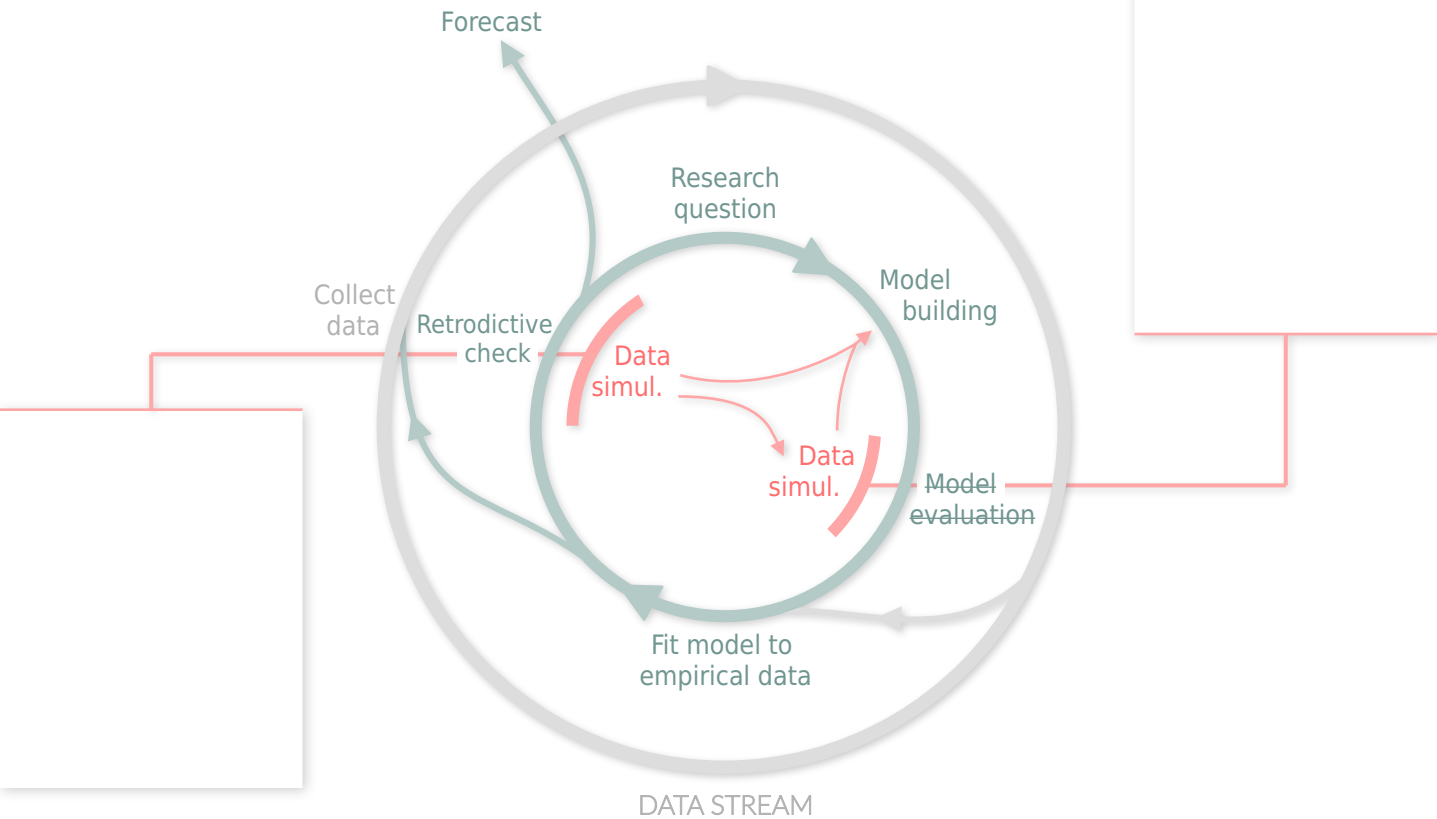 Forecast
Research
question
Model
building
Collect
data
Retrodictive
check
Data
simul.
Data
simul.
Model
evaluation
Fit model to
empirical data
DATA STREAM